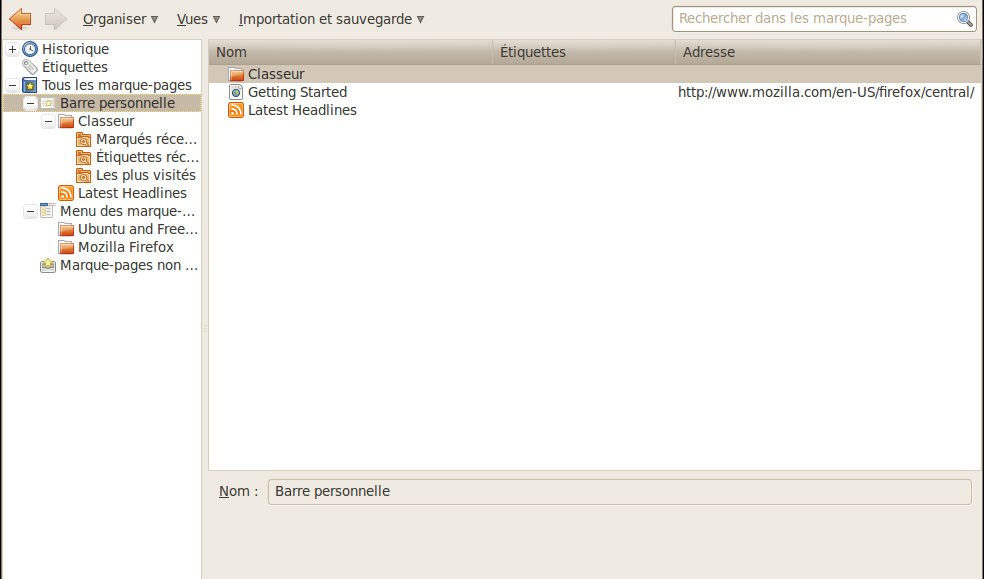 Organiser Vues Importation et sauvegarde Rechercher dans les marque-pages
Historique
Étiquettes
Tous les marque-pages
Barre personnelle
Classeur
Marqués réce...
Étiquettes réc...
Les plus visités
Latest Headlines
Menu des marque-...
Ubuntu and Free...
Mozilla Firefox
Marque-pages non ...
Nom Étiquettes Adresse
Classeur
Getting Started http://www.mozilla.com/en-US/firefox/central/
Latest Headlines
Nom : Barre personnelle